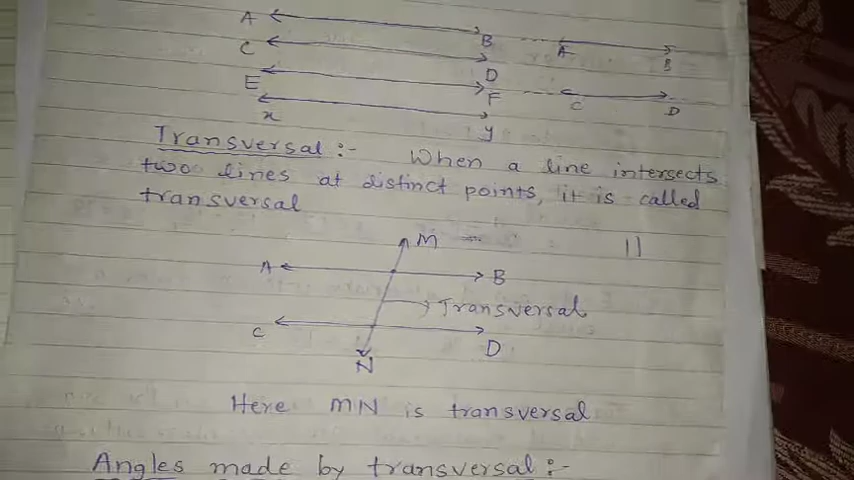 A B A B
C D C D
E F
x y
Transversal :- When a line intersects
two lines at distinct points, it is called
transversal
M ||
A B
Transversal
C D
N
Here MN is transversal
Angles made by transversal :-